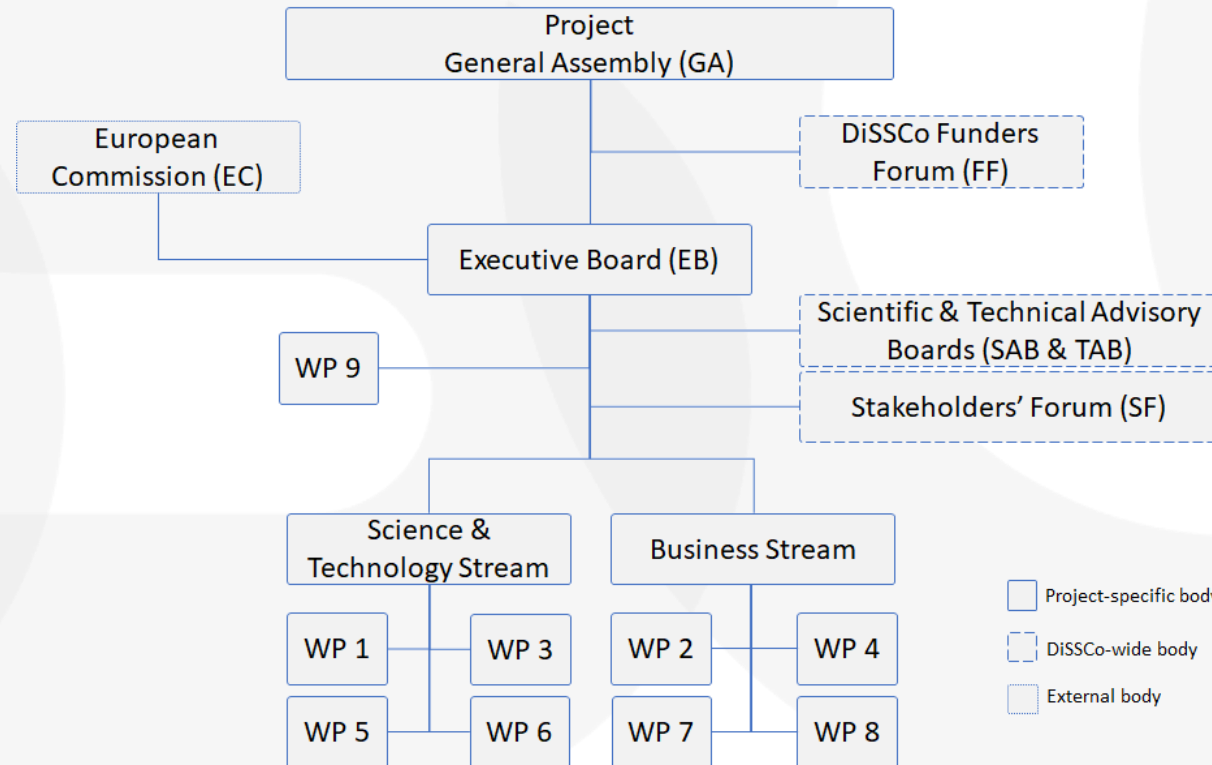 Project
General Assembly (GA)
European
Commission (EC)
DiSSCo Funders
Forum (FF)
Executive Board (EB)
Scientific & Technical Advisory
Boards (SAB & TAB)
WP 9
Stakeholders’ Forum (SF)
Science &
Technology Stream
Business Stream
WP 1
WP 3
WP 2
WP 4
WP 5
WP 6
WP 7
WP 8
Project-specific body
DiSSCo-wide body
External body